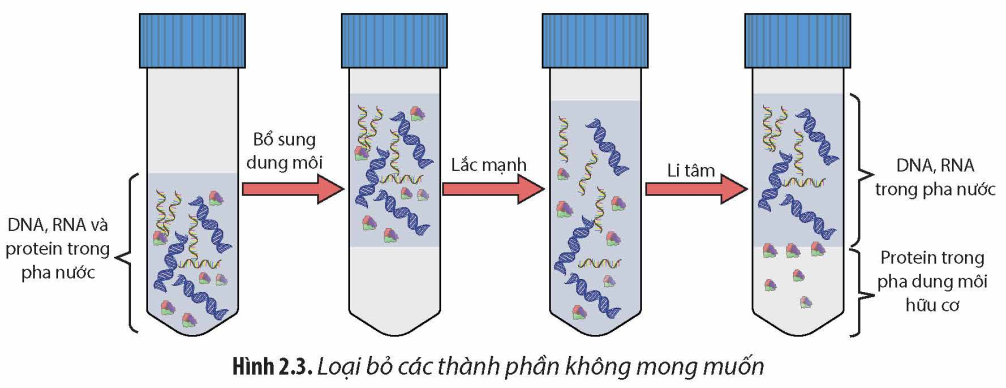 DNA, RNA và
protein trong
pha nước
Bổ sung
dung môi
Lắc mạnh
Li tâm
DNA, RNA
trong pha nước
Protein trong
pha dung môi
hữu cơ
Hình 2.3. Loại bỏ các thành phần không mong muốn